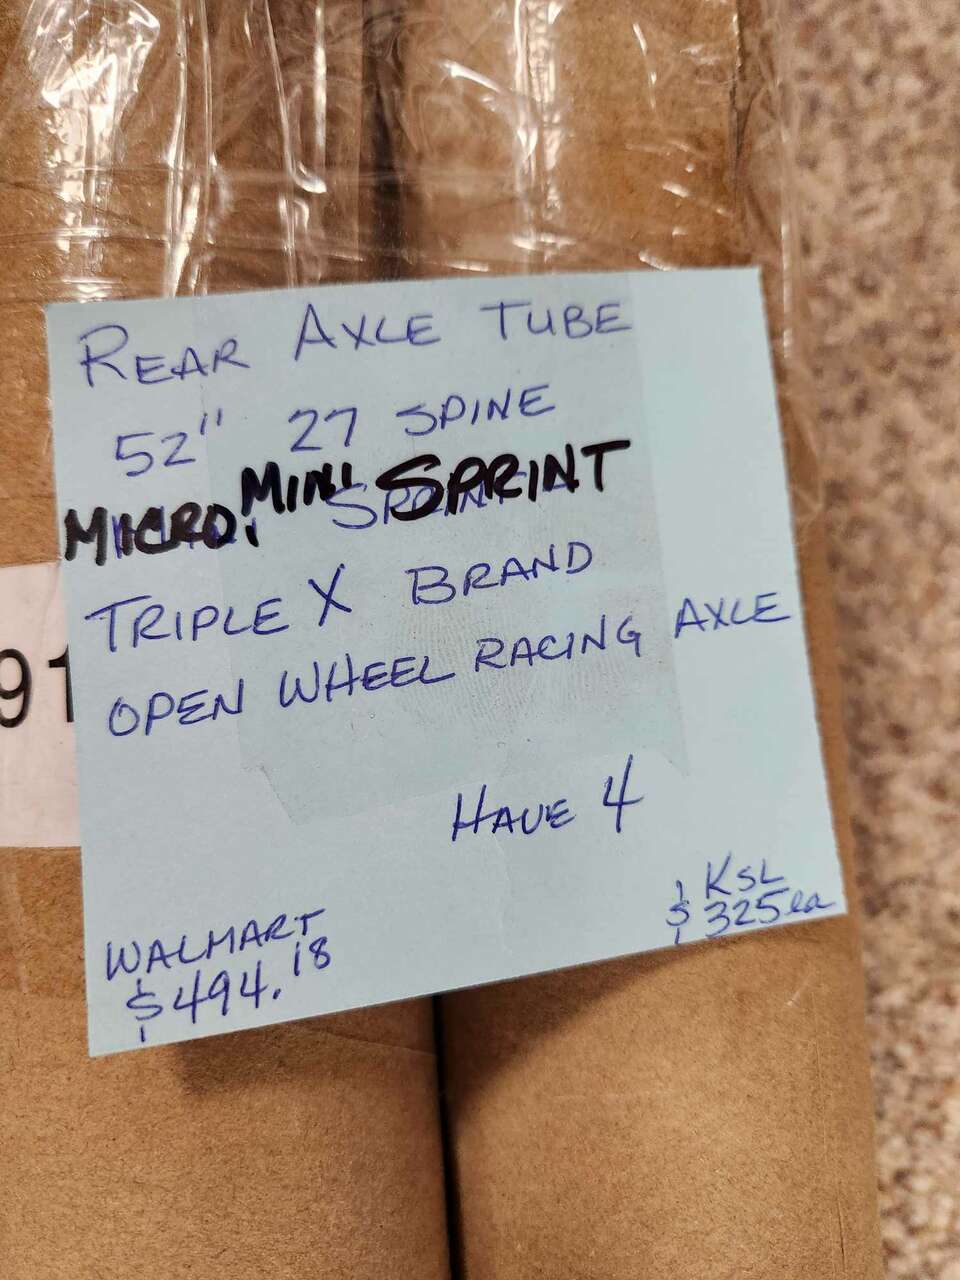 REAR AXLE TUBE
52" 27 SPINE
MICRO, MINI SPRINT
TRIPLE X BRAND
OPEN WHEEL RACING AXLE
HAVE 4
KSL
$325ea
WALMART
$494.18
91